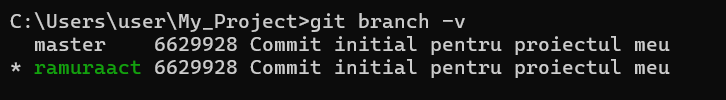 C:\Users\user\My_Project>git branch -v
  master    6629928 Commit initial pentru proiectul meu
* ramuraact 6629928 Commit initial pentru proiectul meu